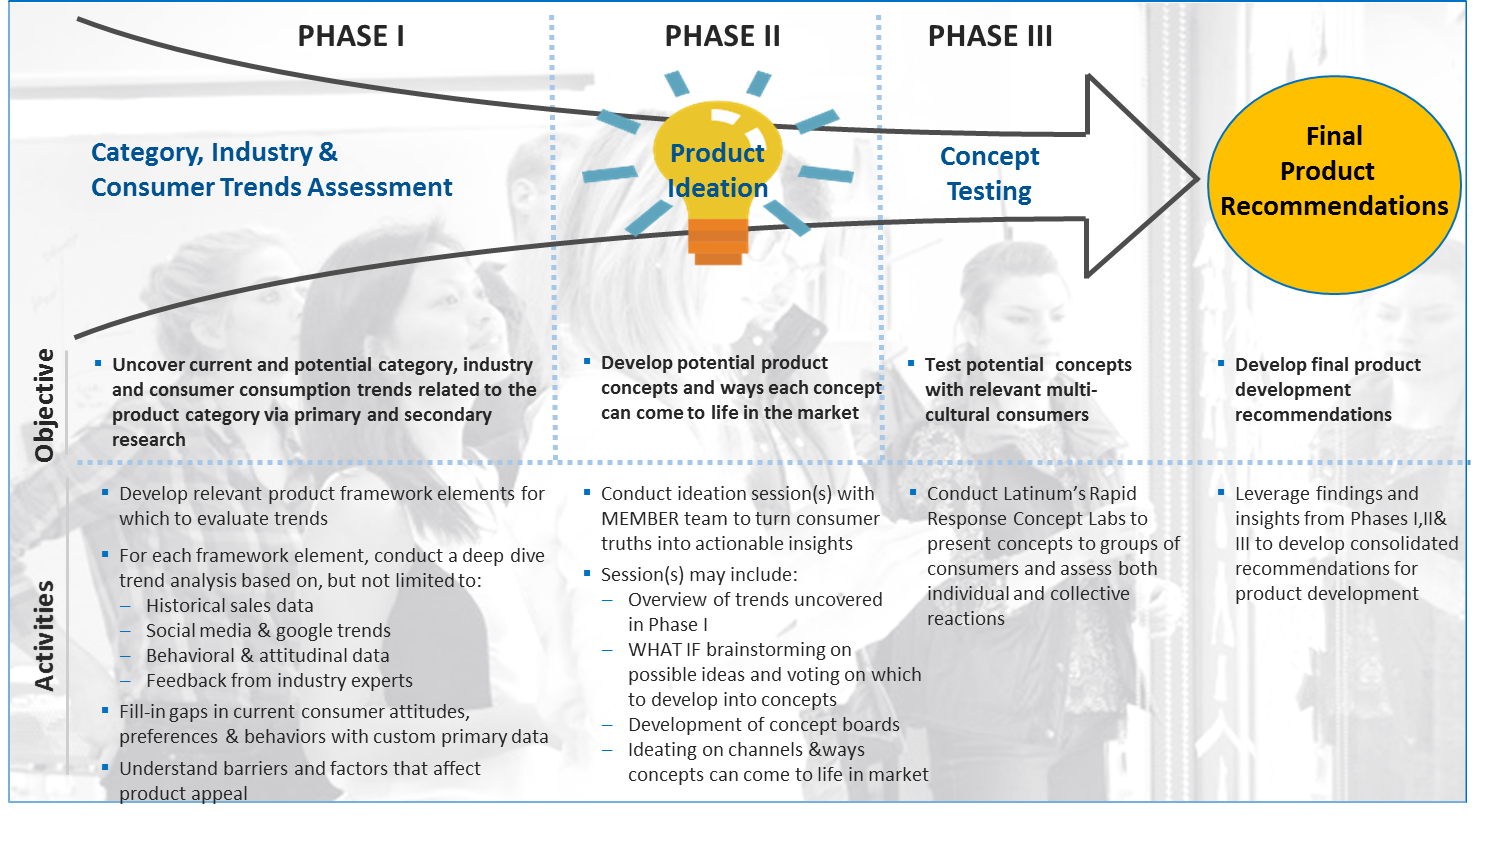 PHASE I
PHASE II
PHASE III
Category, Industry &
Consumer Trends Assessment
Product
Ideation
Concept
Testing
Final
Product
Recommendations
Objective
▪ Uncover current and potential category, industry
and consumer consumption trends related to the
product category via primary and secondary
research
▪ Develop potential product
concepts and ways each concept
can come to life in the market
▪ Test potential concepts
with relevant multi-
cultural consumers
▪ Develop final product
development
recommendations
Activities
▪ Develop relevant product framework elements for
which to evaluate trends
▪ For each framework element, conduct a deep dive
trend analysis based on, but not limited to:
– Historical sales data
– Social media & google trends
– Behavioral & attitudinal data
– Feedback from industry experts
▪ Fill-in gaps in current consumer attitudes,
preferences & behaviors with custom primary data
▪ Understand barriers and factors that affect
product appeal
▪ Conduct ideation session(s) with
MEMBER team to turn consumer
truths into actionable insights
▪ Session(s) may include:
– Overview of trends uncovered
in Phase I
– WHAT IF brainstorming on
possible ideas and voting on which
to develop into concepts
– Development of concept boards
– Ideating on channels &ways
concepts can come to life in market
▪ Conduct Latinum’s Rapid
Response Concept Labs to
present concepts to groups of
consumers and assess both
individual and collective
reactions
▪ Leverage findings and
insights from Phases I,II&
III to develop consolidated
recommendations for
product development